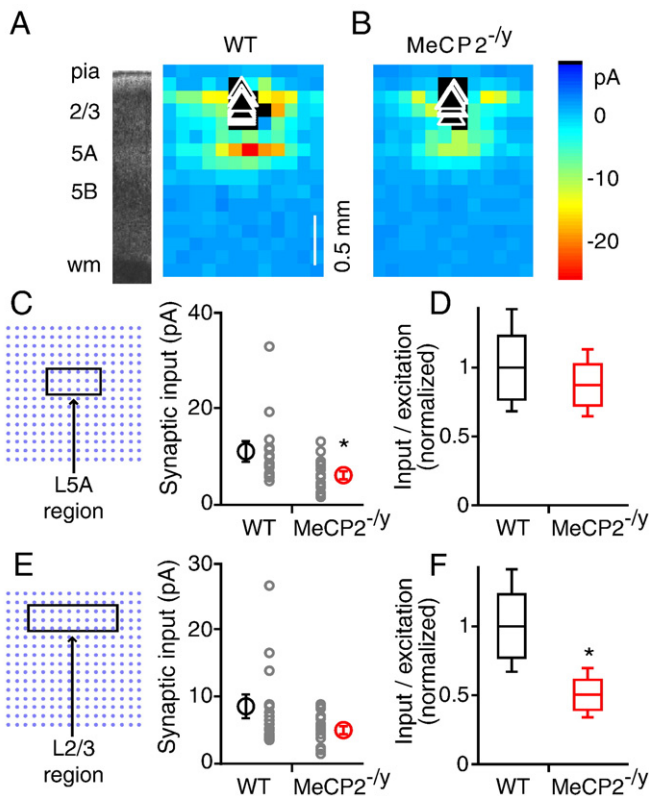 A
WT
B
MeCP2-/y
pia
2/3
5A
5B
wm
0.5 mm
pA
0
-10
-20
C
L5A
region
Synaptic input (pA)
40
20
0
*
WT
MeCP2-/y
D
Input / excitation
(normalized)
1
0.5
0
WT
MeCP2-/y
E
L2/3
region
Synaptic input (pA)
30
20
10
0
WT
MeCP2-/y
F
Input / excitation
(normalized)
1
0.5
0
*
WT
MeCP2-/y